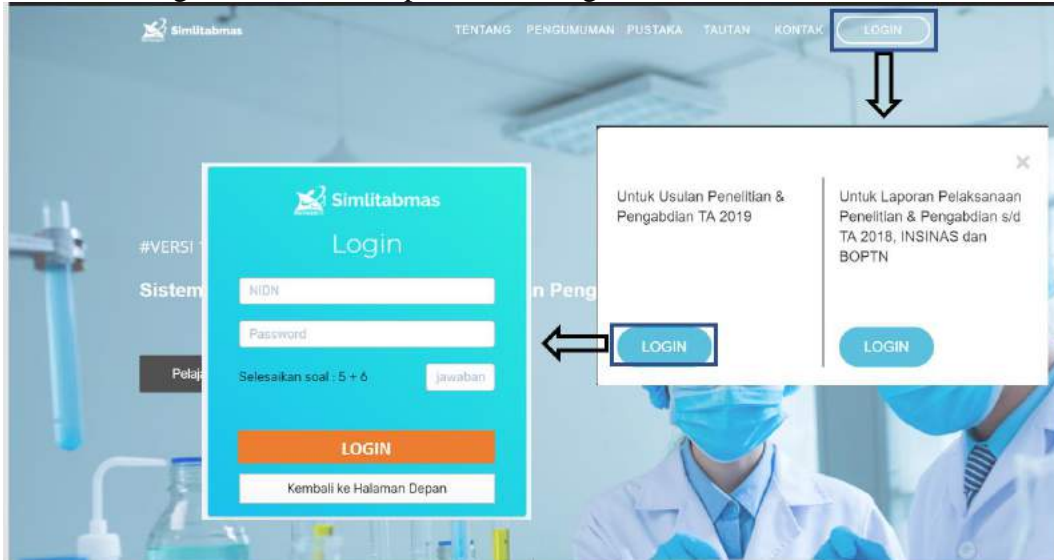 Simlitabmas
TENTANG PENGUMUMAN PUSTAKA TAUTAN KONTAK LOGIN
Untuk Usulan Penelitian &
Pengabdian TA 2019
LOGIN
Untuk Laporan Pelaksanaan
Penelitian & Pengabdian s/d
TA 2018, INSINAS dan
BOPTN
LOGIN
Simlitabmas
Login
NIDN
Password
Selesaikan soal : 5 + 6 jawaban
LOGIN
Kembali ke Halaman Depan
#VERSI
Sistem
n Peng
Pelaja